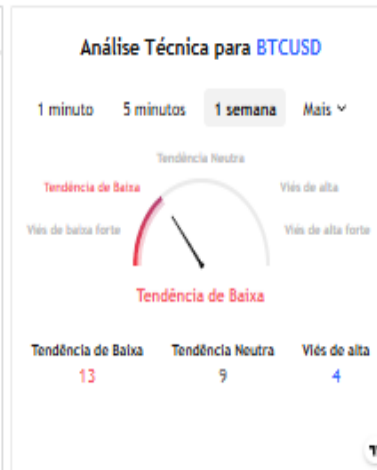 Análise Técnica para BTCUSD
1 minuto 5 minutos 1 semana Mais
Tendência Neutra
Tendência de Baixa Viés de alta
Viés de baixa forte Viés de alta forte
Tendência de Baixa
Tendência de Baixa Tendência Neutra Viés de alta
13 9 4